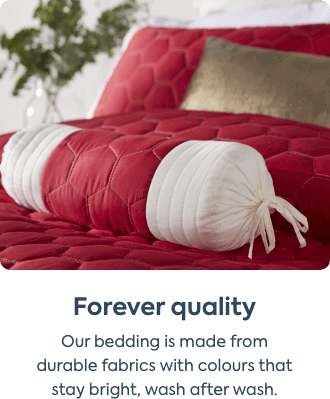 Forever quality
Our bedding is made from
durable fabrics with colours that
stay bright, wash after wash.